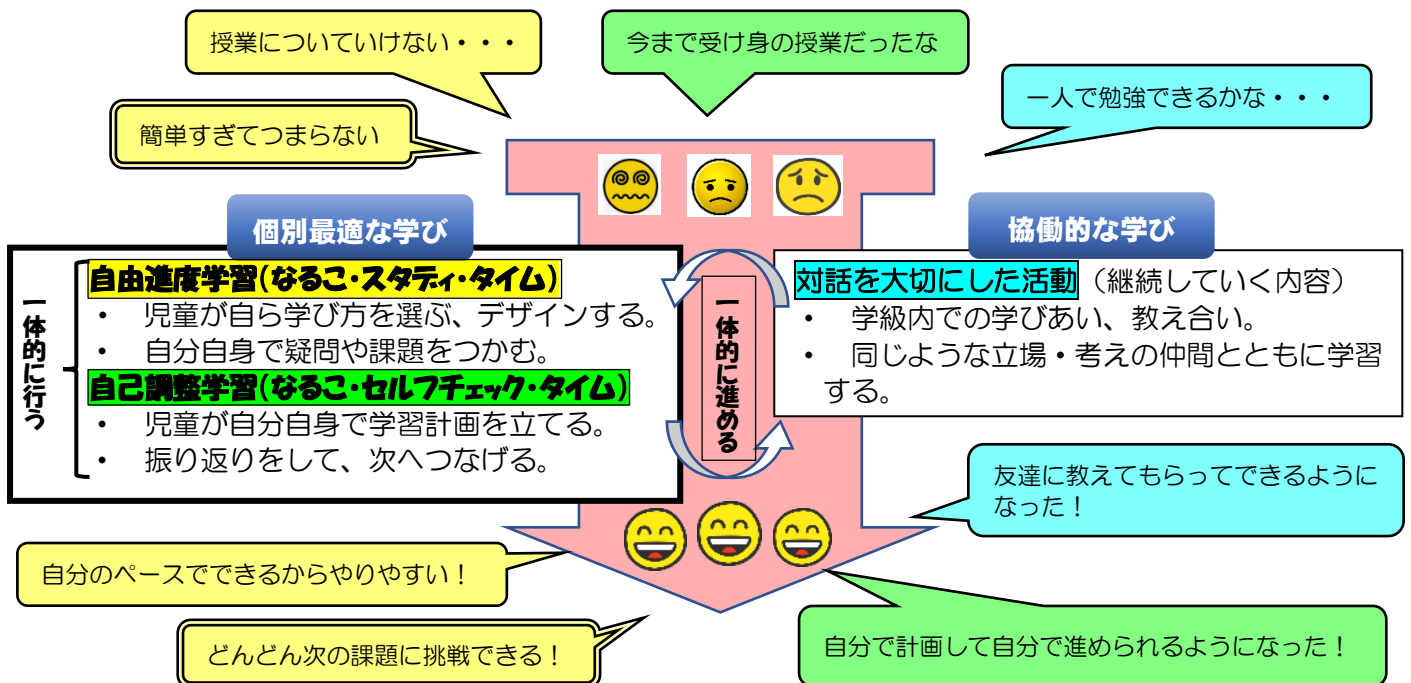 授業についていけない・・・
今まで受け身の授業だったな
一人で勉強できるかな・・・
簡単すぎてつまらない
個別最適な学び
協働的な学び
一体的に行う
自由進度学習(なるこ・スタディ・タイム)
・ 児童が自ら学び方を選ぶ、デザインする。
・ 自分自身で疑問や課題をつかむ。
自己調整学習(なるこ・セルフチェック・タイム)
・ 児童が自分自身で学習計画を立てる。
・ 振り返りをして、次へつなげる。
一体的に進める
対話を大切にした活動（継続していく内容）
・ 学級内での学びあい、教え合い。
・ 同じような立場・考えの仲間とともに学習
する。
友達に教えてもらってできるように
なった！
自分のペースでできるからやりやすい！
どんどん次の課題に挑戦できる！
自分で計画して自分で進められるようになった！